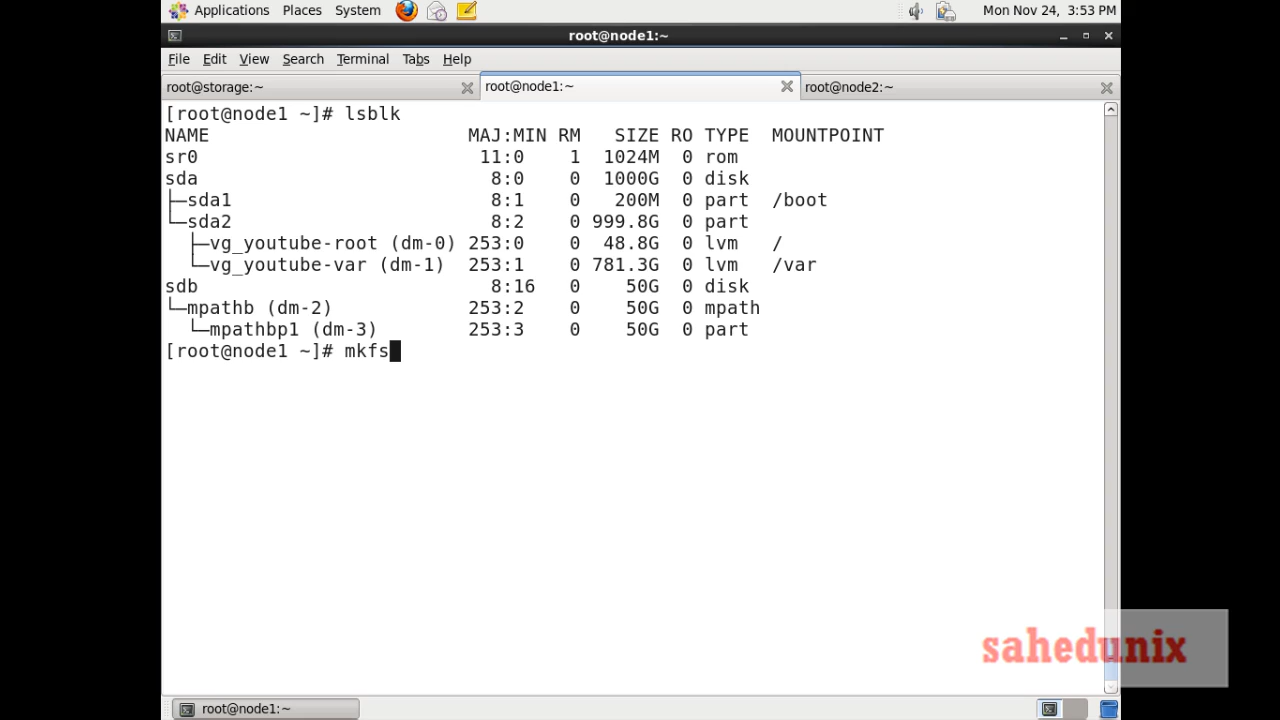 Applications Places System Mon Nov 24, 3:53 PM
root@node1:~
File Edit View Search Terminal Tabs Help
root@storage:~ root@node1:~ root@node2:~
[root@node1 ~]# lsblk
NAME MAJ:MIN RM SIZE RO TYPE MOUNTPOINT
sr0 11:0 1 1024M 0 rom
sda 8:0 0 1000G 0 disk
├─sda1 8:1 0 200M 0 part /boot
└─sda2 8:2 0 999.8G 0 part
├─vg_youtube-root (dm-0) 253:0 0 48.8G 0 lvm /
└─vg_youtube-var (dm-1) 253:1 0 781.3G 0 lvm /var
sdb 8:16 0 50G 0 disk
└─mpathb (dm-2) 253:2 0 50G 0 mpath
└─mpathbp1 (dm-3) 253:3 0 50G 0 part
[root@node1 ~]# mkfs
sahedunix
root@node1:~